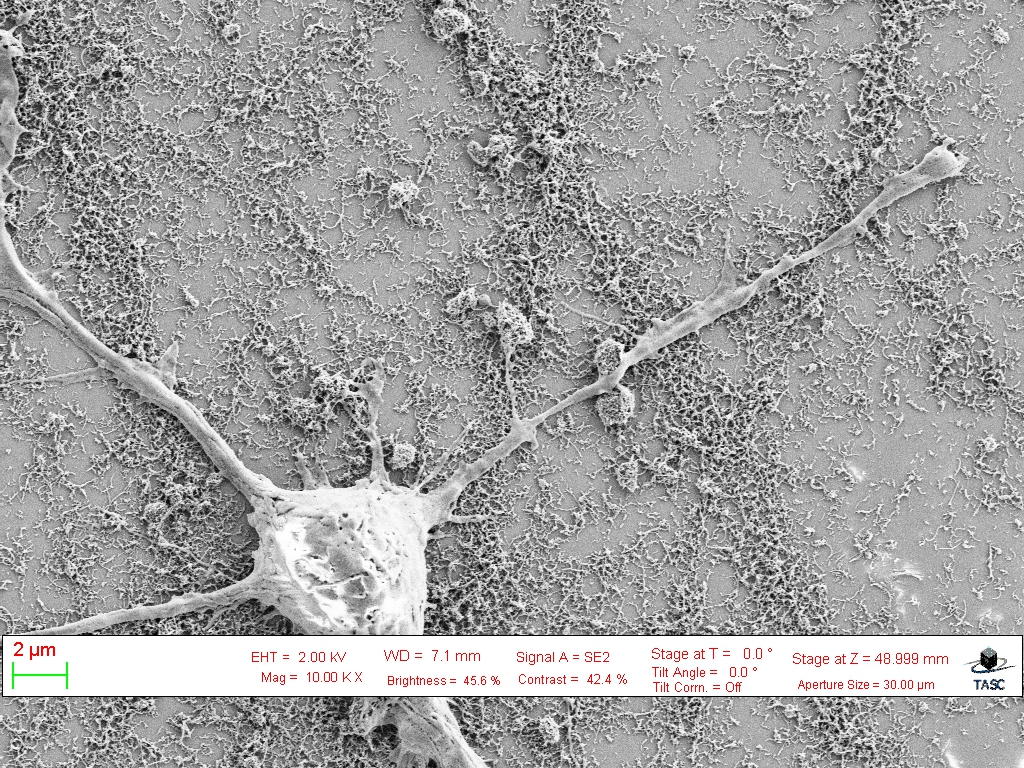 2 µm
EHT = 2.00 kV
WD = 7.1 mm
Signal A = SE2
Stage at T = 0.0 °
Stage at Z = 48.999 mm
Mag = 10.00 K X
Brightness = 45.6 %
Contrast = 42.4 %
Tilt Angle = 0.0 °
Tilt Corrn. = Off
Aperture Size = 30.00 µm
TASC